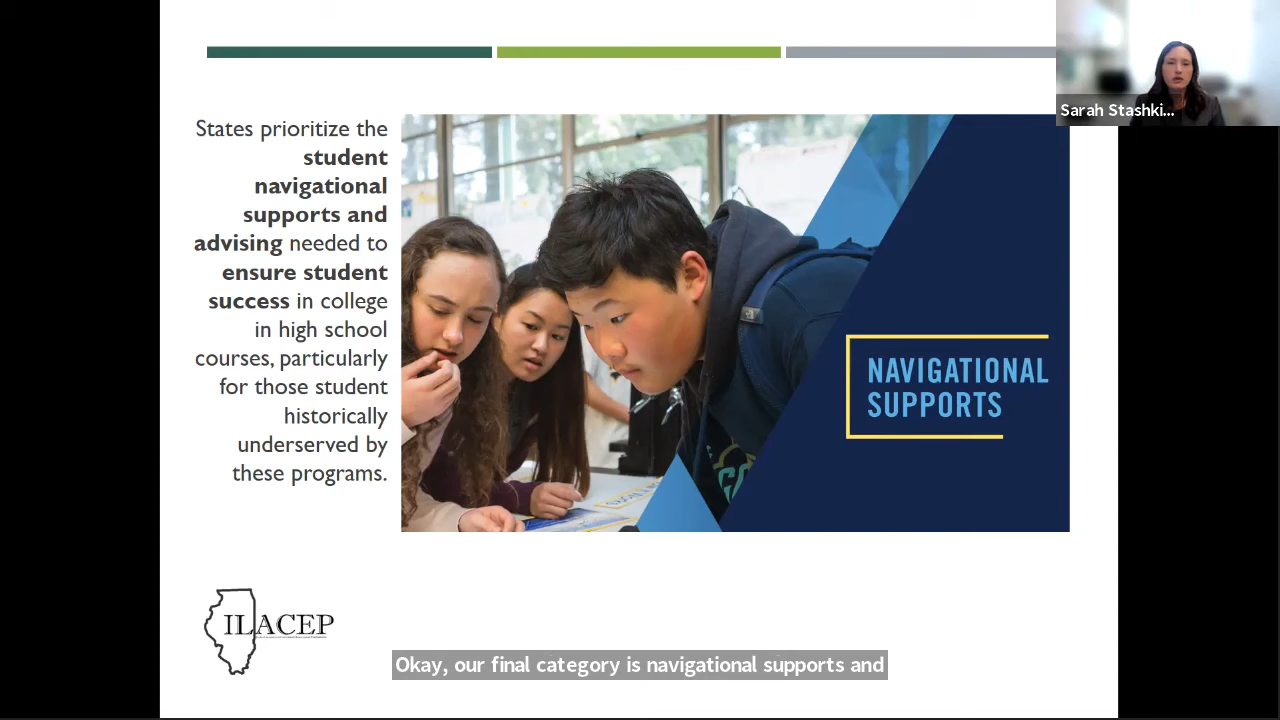 States prioritize the
student
navigational
supports and
advising needed to
ensure student
success in college
in high school
courses, particularly
for those student
historically
underserved by
these programs.
NAVIGATIONAL
SUPPORTS
Sarah Stashki...
ILACEP
Okay, our final category is navigational supports and